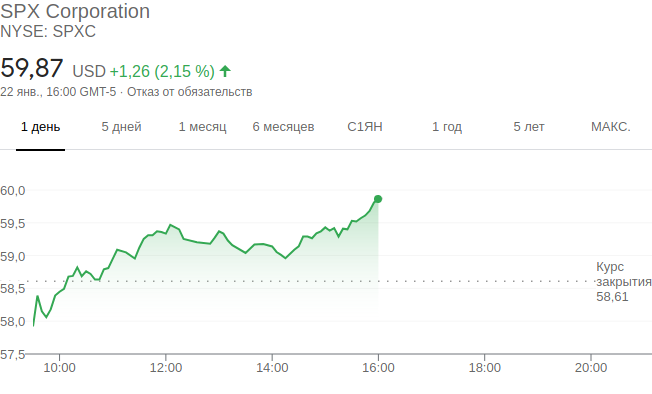 SPX Corporation
NYSE: SPXC
59,87 USD +1,26 (2,15 %)
22 янв., 16:00 GMT-5 · Отказ от обязательств
1 день 5 дней 1 месяц 6 месяцев С1ЯН 1 год 5 лет МАКС.
60,0
59,5
59,0
58,5
58,0
57,5
Курс
закрытия
58,61
10:00 12:00 14:00 16:00 18:00 20:00